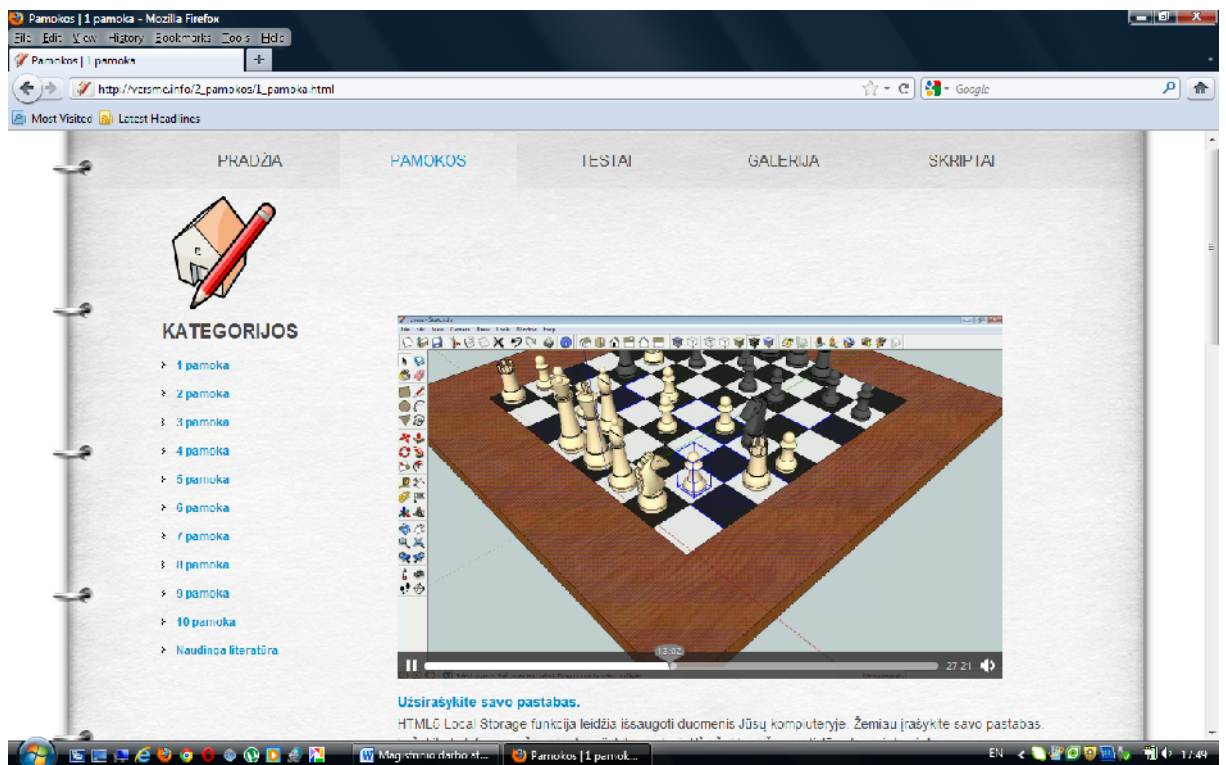 Pamokos | 1 pamoka - Mozilla Firefox
File Edit View History Bookmarks Tools Help
Pamokos | 1 pamoka
http://versme.info/2_pamokos/1_pamoka.html
Google
Most Visited Latest Headlines
PRADŽIA PAMOKOS TESTAI GALERIJA SKRIPTAI
KATEGORIJOS
1 pamoka
2 pamoka
3 pamoka
4 pamoka
5 pamoka
6 pamoka
7 pamoka
8 pamoka
9 pamoka
10 pamoka
Naudinga literatūra
13:02
27:21
Užsirašykite savo pastabas.
HTML5 Local Storage funkcija leidžia išsaugoti duomenis Jūsų kompiuteryje. Žemiau įrašykite savo pastabas.
Magistrinio darbo at...
Pamokos | 1 pamok...
EN
17:49